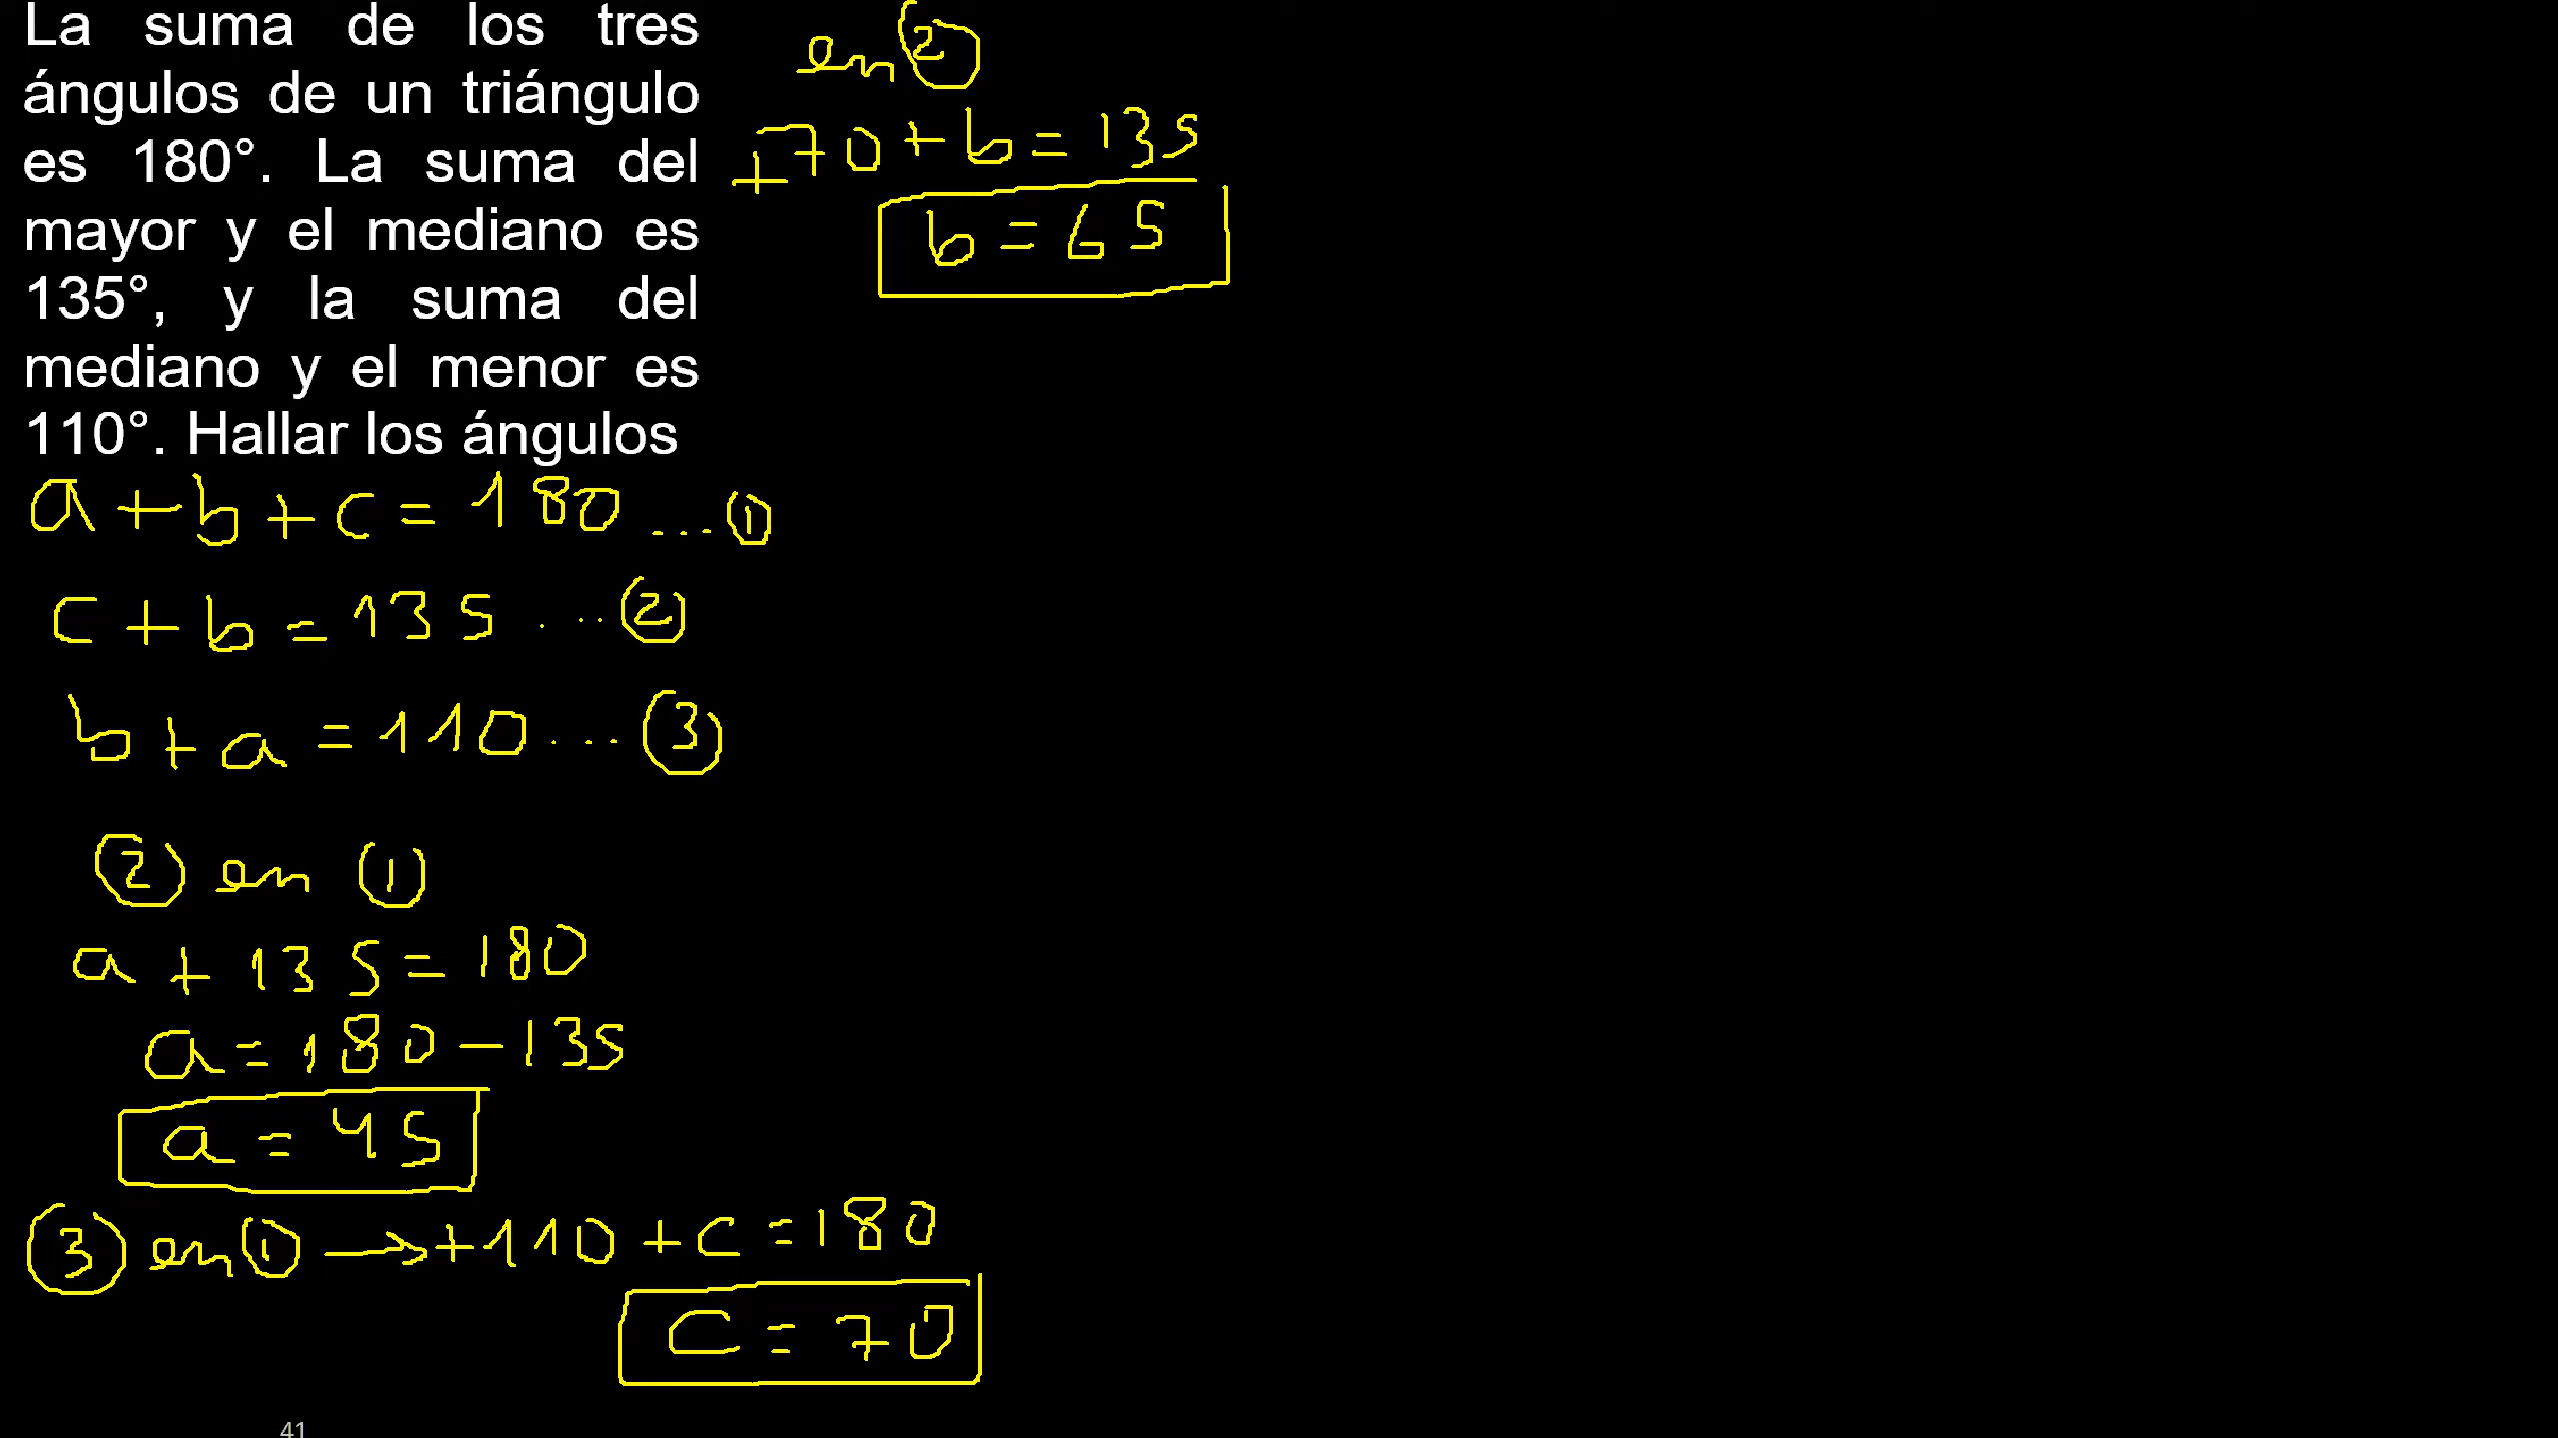 La suma de los tres
ángulos de un triángulo
es 180°. La suma del
mayor y el mediano es
135°, y la suma del
mediano y el menor es
110°. Hallar los ángulos
a + b + c = 180 ... ①
c + b = 135 ... ②
b + a = 110 ... ③
② en ①
a + 135 = 180
a = 180 - 135
a = 45
③ en ① → +110 + c = 180
c = 70
en ②
+70 + b = 135
b = 65
41